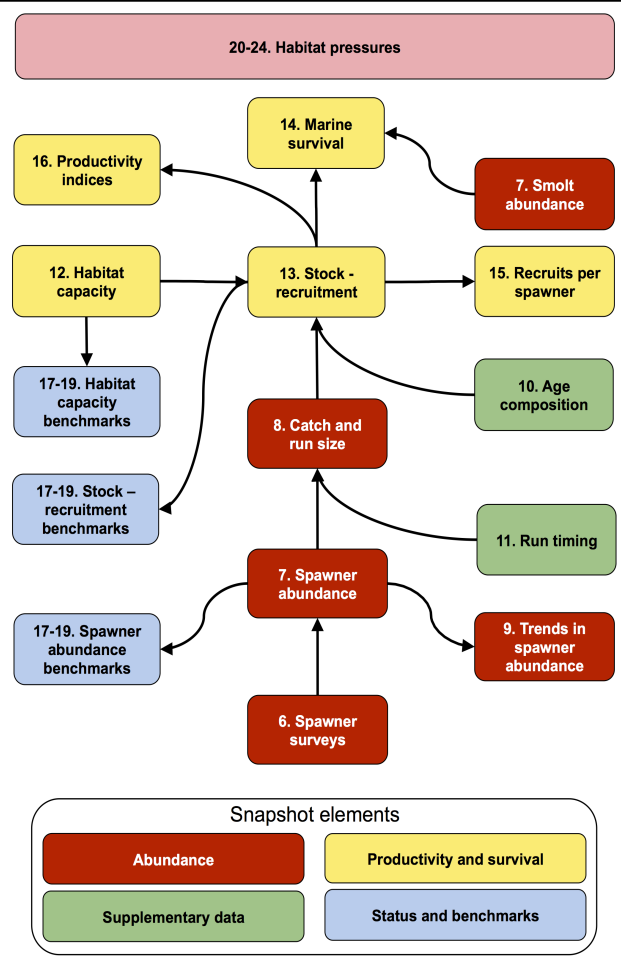 20-24. Habitat pressures
14. Marine
survival
16. Productivity
indices
7. Smolt
abundance
12. Habitat
capacity
13. Stock -
recruitment
15. Recruits per
spawner
17-19. Habitat
capacity
benchmarks
10. Age
composition
8. Catch and
run size
17-19. Stock –
recruitment
benchmarks
11. Run timing
7. Spawner
abundance
17-19. Spawner
abundance
benchmarks
9. Trends in
spawner
abundance
6. Spawner
surveys
Snapshot elements
Abundance
Productivity and survival
Supplementary data
Status and benchmarks